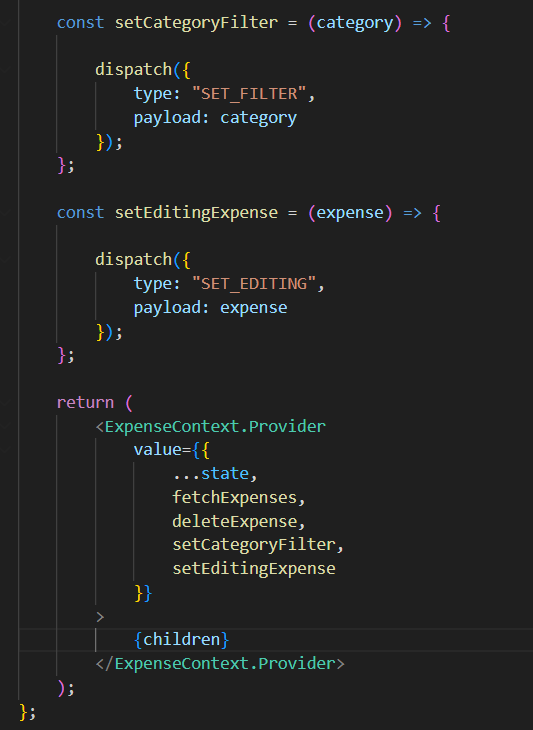 const setCategoryFilter = (category) => {
dispatch({
type: "SET_FILTER",
payload: category
});
};
const setEditingExpense = (expense) => {
dispatch({
type: "SET_EDITING",
payload: expense
});
};
return (
<ExpenseContext.Provider
value={{
...state,
fetchExpenses,
deleteExpense,
setCategoryFilter,
setEditingExpense
}}
>
{children}
</ExpenseContext.Provider>
);
};